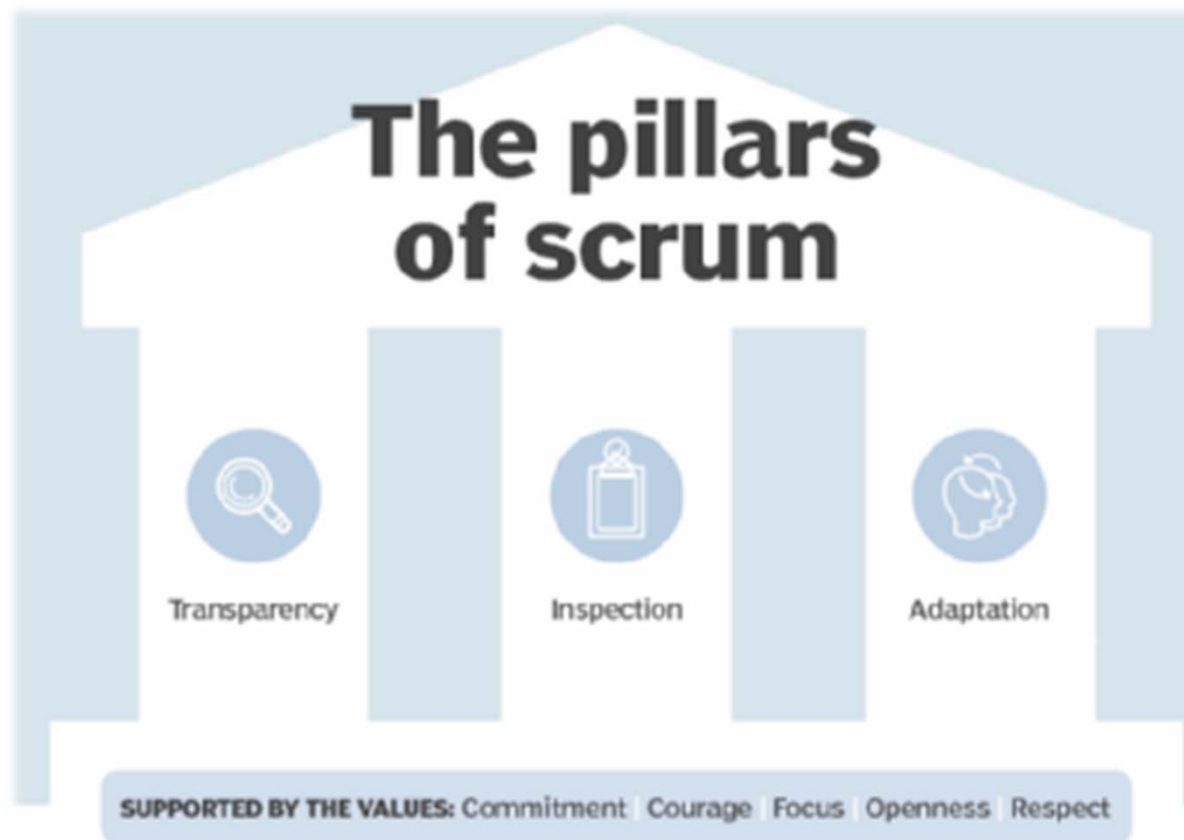 The pillars
of scrum
Transparency
Inspection
Adaptation
SUPPORTED BY THE VALUES: Commitment | Courage | Focus | Openness | Respect